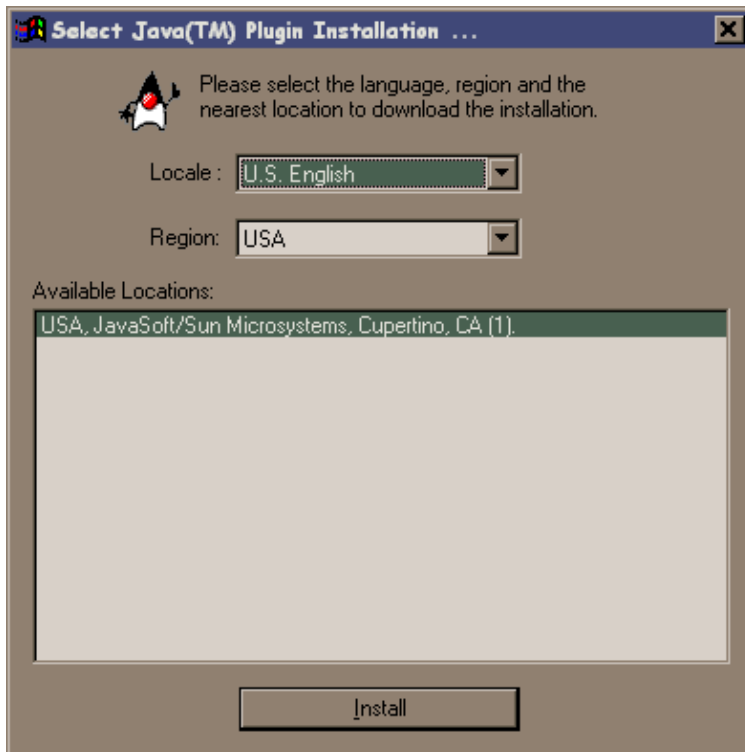 Select Java(TM) Plugin Installation ...
Please select the language, region and the
nearest location to download the installation.
Locale : U.S. English
Region: USA
Available Locations:
USA, JavaSoft/Sun Microsystems, Cupertino, CA (1).
Install